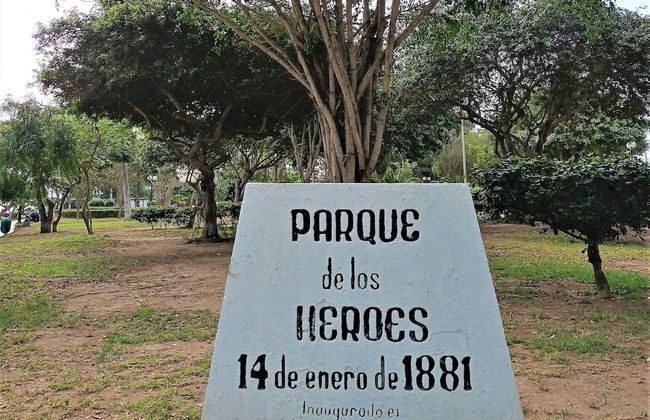 PARQUE
de los
HEROES
14 de enero de 1881
Inaugurado el